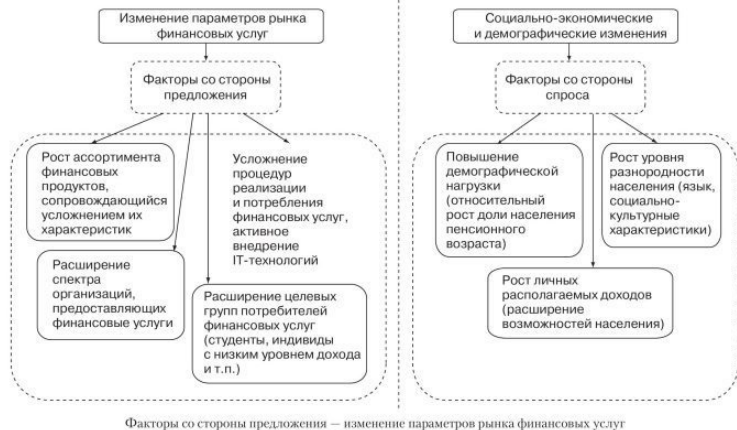 Изменение параметров рынка
финансовых услуг
Факторы со стороны
предложения
Рост ассортимента
финансовых
продуктов,
сопровождающийся
усложнением их
характеристик
Усложнение
процедур
реализации
и потребления
финансовых услуг,
активное
внедрение
IT-технологий
Расширение
спектра
организаций,
предоставляющих
финансовые услуги
Расширение целевых
групп потребителей
финансовых услуг
(студенты, индивиды
с низким уровнем дохода
и т.п.)
Социально-экономические
и демографические изменения
Факторы со стороны
спроса
Повышение
демографической
нагрузки
(относительный
рост доли населения
пенсионного
возраста)
Рост уровня
разнородности
населения (язык,
социально-
культурные
характеристики)
Рост личных
располагаемых доходов
(расширение
возможностей населения)
Факторы со стороны предложения — изменение параметров рынка финансовых услуг